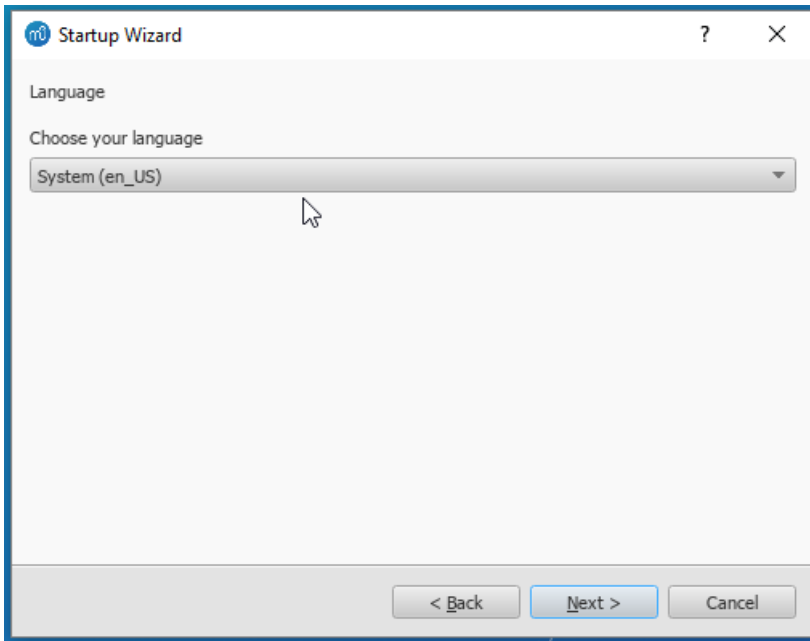 Startup Wizard ?
Language
Choose your language
System (en_US)
< Back Next > Cancel